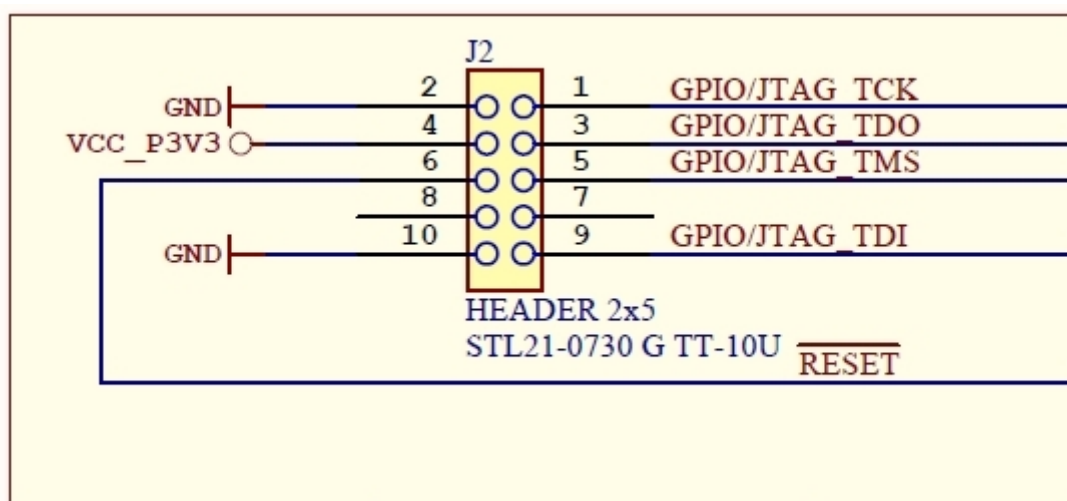 J2
GND 2 1 GPIO/JTAG_TCK
VCC_P3V3 4 3 GPIO/JTAG_TDO
6 5 GPIO/JTAG_TMS
8 7
GND 10 9 GPIO/JTAG_TDI
HEADER 2x5
STL21-0730 G TT-10U
RESET